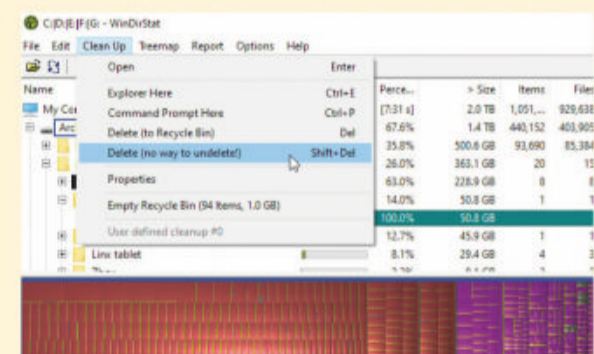 C:|D:|E:|F:|G: - WinDirStat
File Edit Clean Up Treemap Report Options Help
Open Enter
Name Perce... > Size Items Files
Explorer Here Ctrl+E
My Co [7:31 s] 2.0 TB 1,051,... 929,638
Command Prompt Here Ctrl+P
Arc 67.6% 1.4 TB 440,152 403,905
Delete (to Recycle Bin) Del
35.8% 500.6 GB 93,690 85,384
Delete (no way to undelete!) Shift+Del
26.0% 363.1 GB 20 15
Properties
63.0% 228.9 GB 8 8
14.0% 50.8 GB 1 1
Empty Recycle Bin (94 Items, 1.0 GB)
100.0% 50.8 GB
User defined cleanup #0
12.7% 45.9 GB 1 1
Linx tablet 8.1% 29.4 GB 4 3